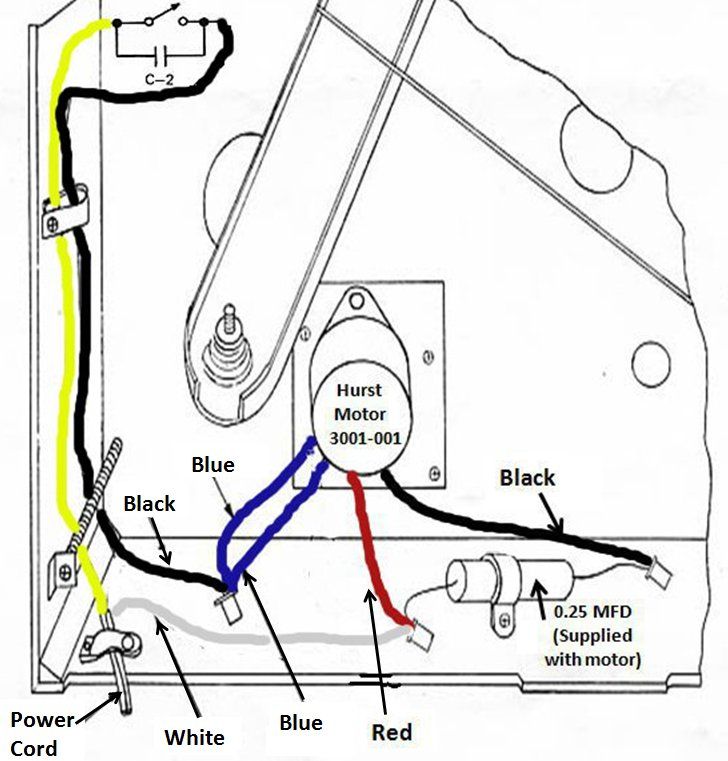 C-2
Hurst
Motor
3001-001
Blue
Black
Black
0.25 MFD
(Supplied
with motor)
Power
Cord
White
Blue
Red